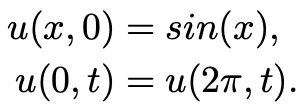 u(x, 0) = sin(x),
u(0, t) = u(2π, t).